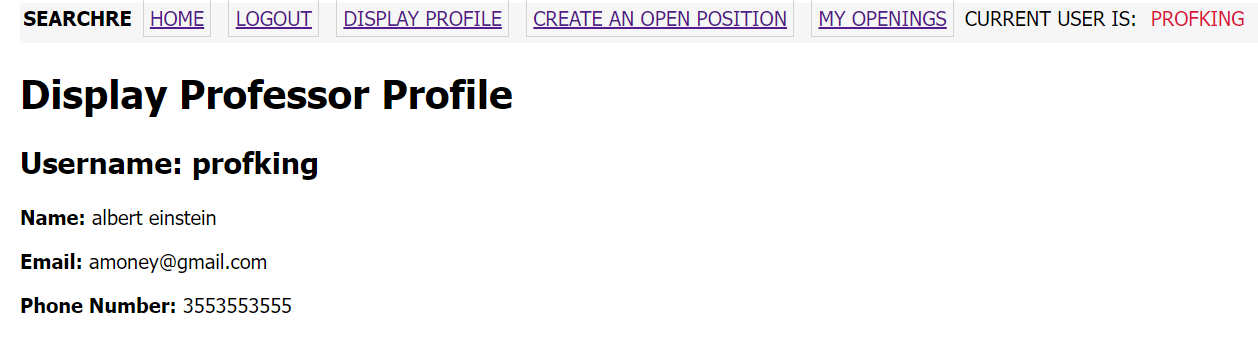 SEARCHRE HOME LOGOUT DISPLAY PROFILE CREATE AN OPEN POSITION MY OPENINGS CURRENT USER IS: PROFKING
Display Professor Profile
Username: profking
Name: albert einstein
Email: amoney@gmail.com
Phone Number: 3553553555